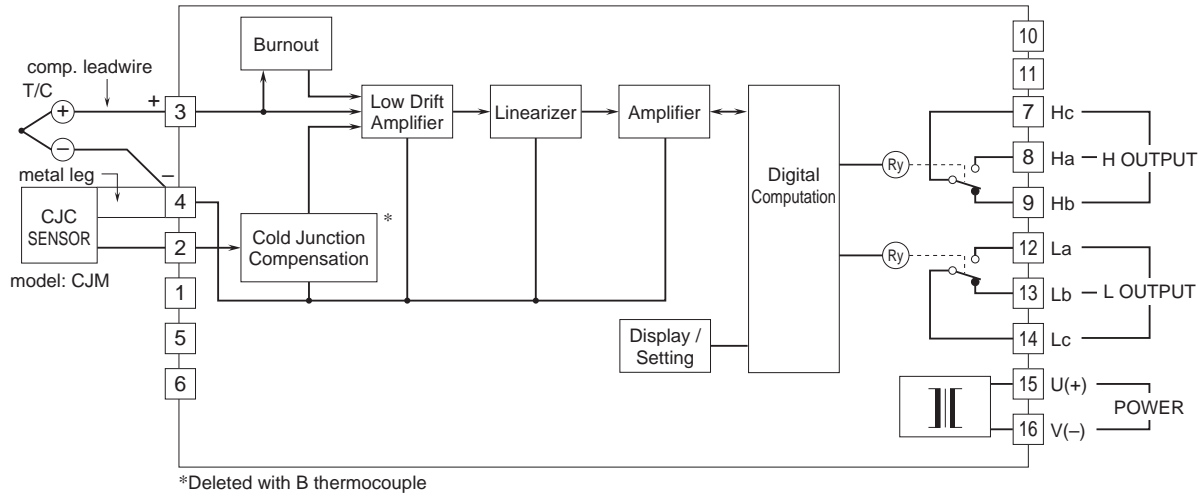 comp. leadwire
T/C
+
−
+
−
metal leg
CJC
SENSOR
model: CJM
3
4
2
1
5
6
Burnout
Low Drift
Amplifier
Linearizer
Amplifier
Cold Junction
Compensation
*
Digital
Computation
Display /
Setting
Ry
Ry
10
11
7 Hc
8 Ha
9 Hb
H OUTPUT
12 La
13 Lb
14 Lc
L OUTPUT
15 U(+)
16 V(–)
POWER
*Deleted with B thermocouple